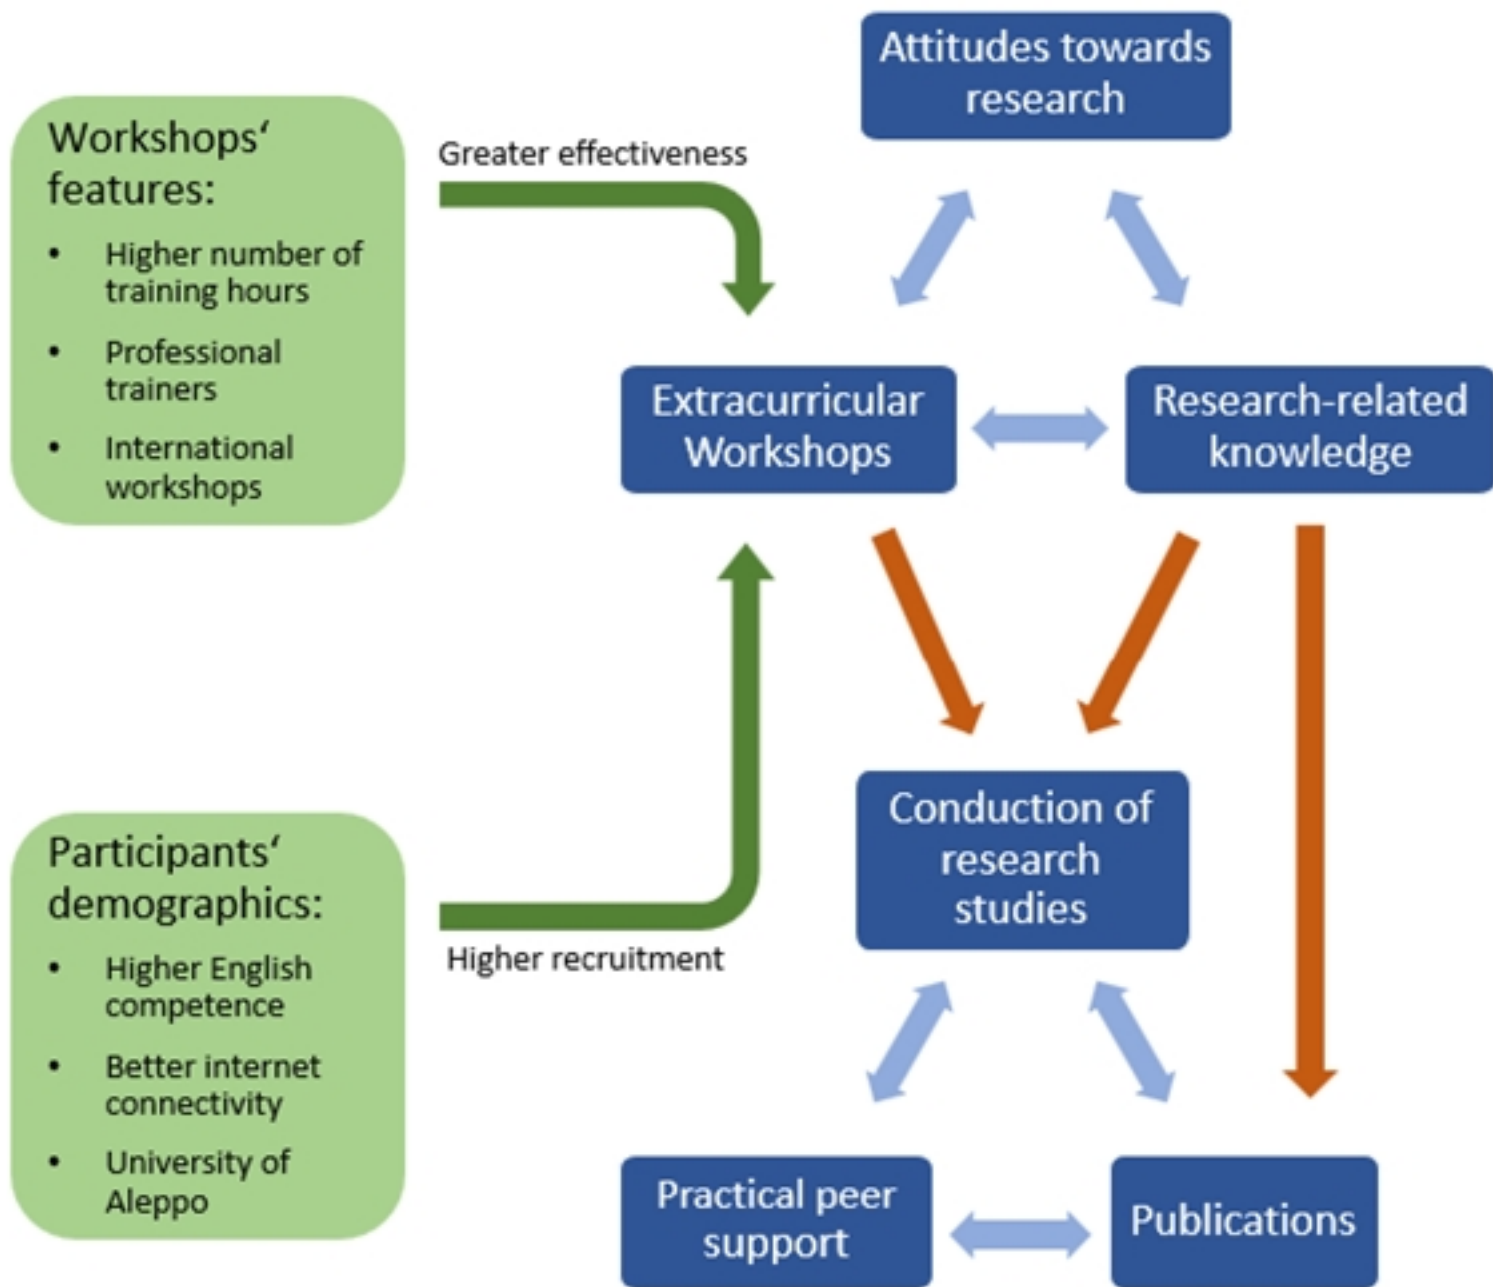 Attitudes towards
research
Workshops‘
features:
• Higher number of
training hours
• Professional
trainers
• International
workshops
Greater effectiveness
Extracurricular
Workshops
Research-related
knowledge
Participants‘
demographics:
• Higher English
competence
• Better internet
connectivity
• University of
Aleppo
Higher recruitment
Conduction of
research
studies
Practical peer
support
Publications